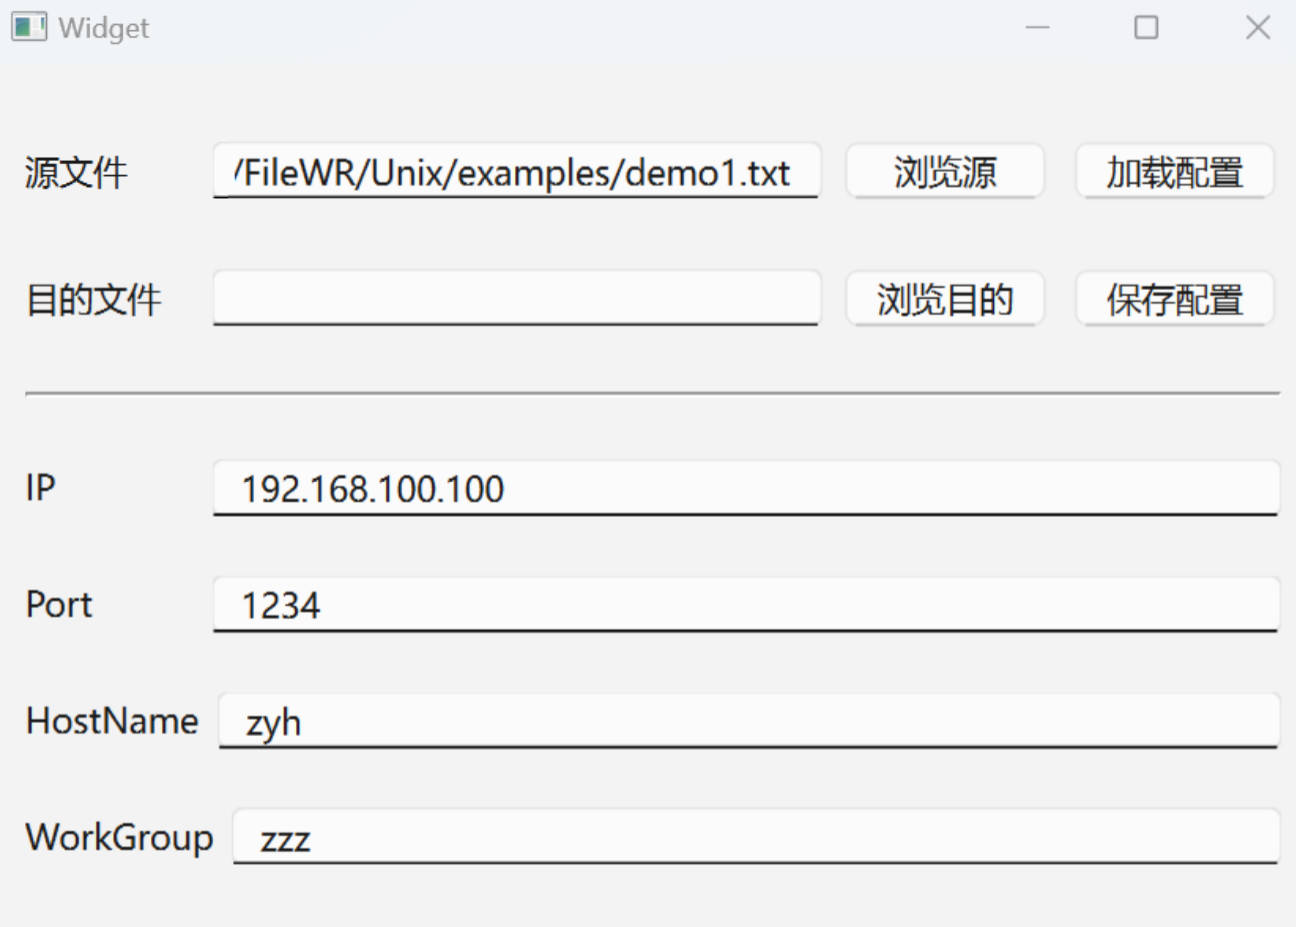 Widget
源文件 /FileWR/Unix/examples/demo1.txt 浏览源 加载配置
目的文件 浏览目的 保存配置
IP 192.168.100.100
Port 1234
HostName zyh
WorkGroup zzz